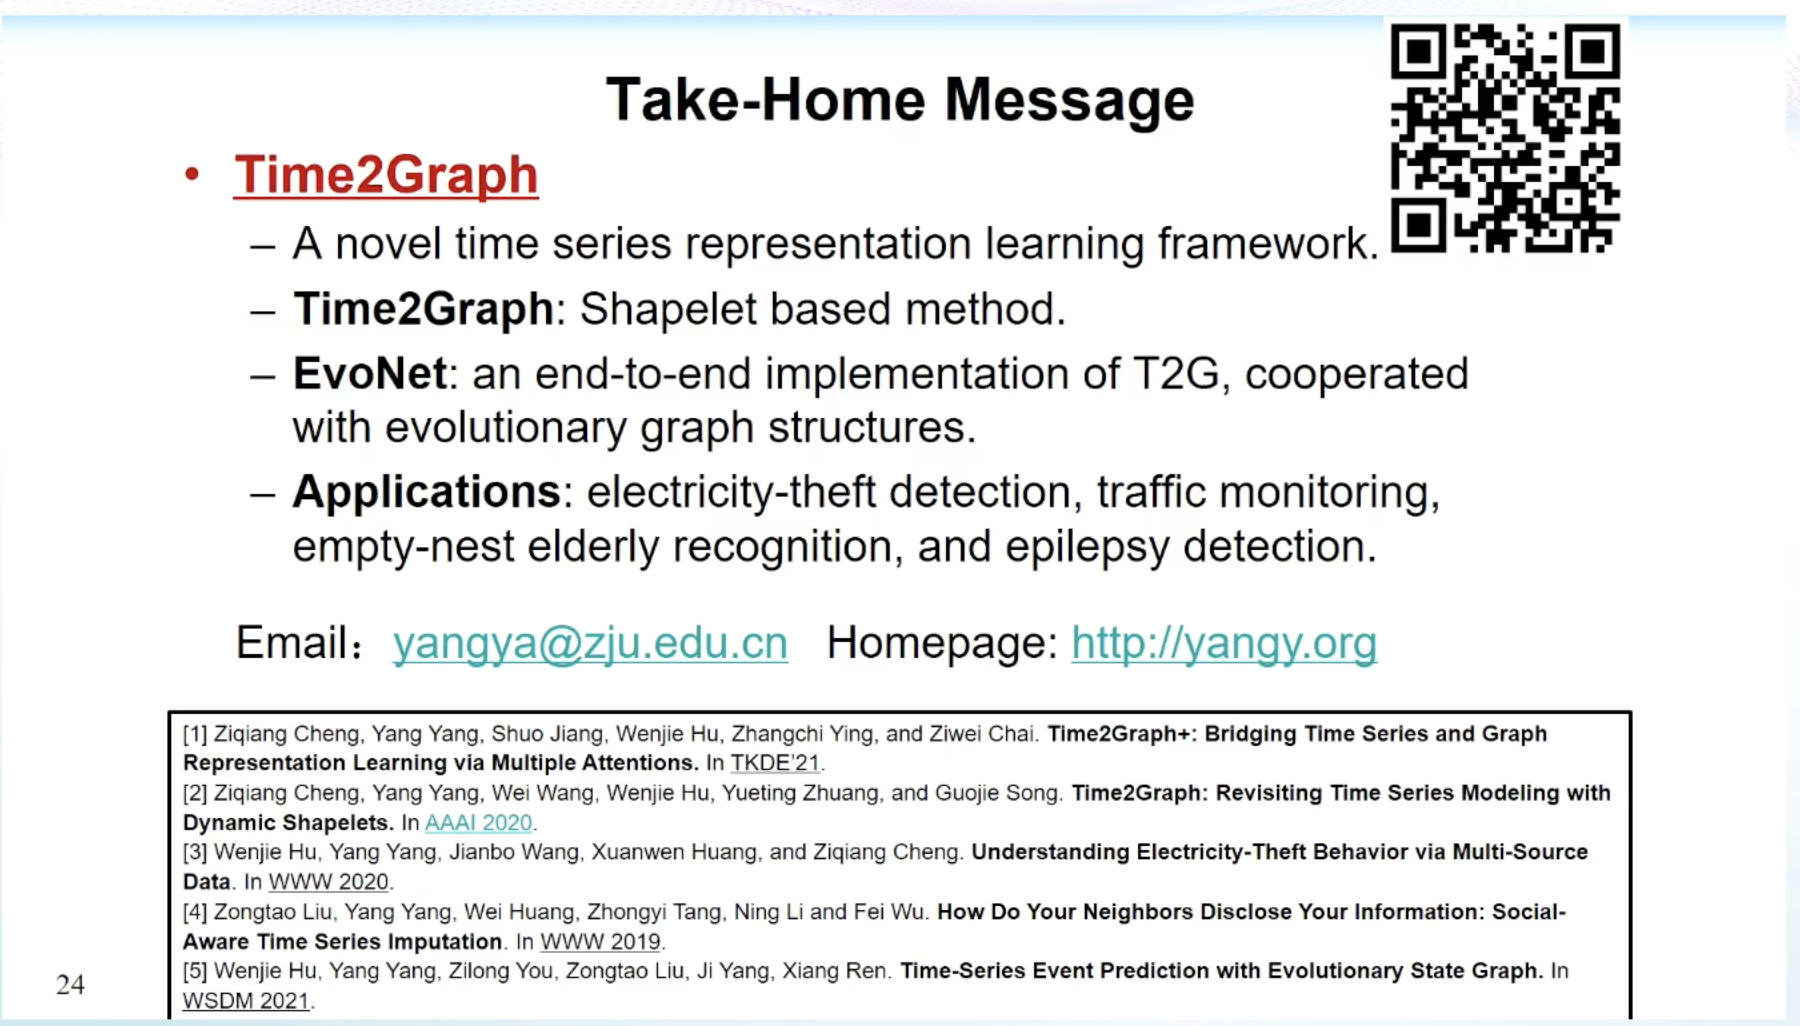 Take-Home Message
• Time2Graph
– A novel time series representation learning framework.
– Time2Graph: Shapelet based method.
– EvoNet: an end-to-end implementation of T2G, cooperated
with evolutionary graph structures.
– Applications: electricity-theft detection, traffic monitoring,
empty-nest elderly recognition, and epilepsy detection.
Email：yangya@zju.edu.cn Homepage: http://yangy.org
[1] Ziqiang Cheng, Yang Yang, Shuo Jiang, Wenjie Hu, Zhangchi Ying, and Ziwei Chai. Time2Graph+: Bridging Time Series and Graph
Representation Learning via Multiple Attentions. In TKDE'21.
[2] Ziqiang Cheng, Yang Yang, Wei Wang, Wenjie Hu, Yueting Zhuang, and Guojie Song. Time2Graph: Revisiting Time Series Modeling with
Dynamic Shapelets. In AAAI 2020.
[3] Wenjie Hu, Yang Yang, Jianbo Wang, Xuanwen Huang, and Ziqiang Cheng. Understanding Electricity-Theft Behavior via Multi-Source
Data. In WWW 2020.
[4] Zongtao Liu, Yang Yang, Wei Huang, Zhongyi Tang, Ning Li and Fei Wu. How Do Your Neighbors Disclose Your Information: Social-
Aware Time Series Imputation. In WWW 2019.
[5] Wenjie Hu, Yang Yang, Zilong You, Zongtao Liu, Ji Yang, Xiang Ren. Time-Series Event Prediction with Evolutionary State Graph. In
WSDM 2021.
24